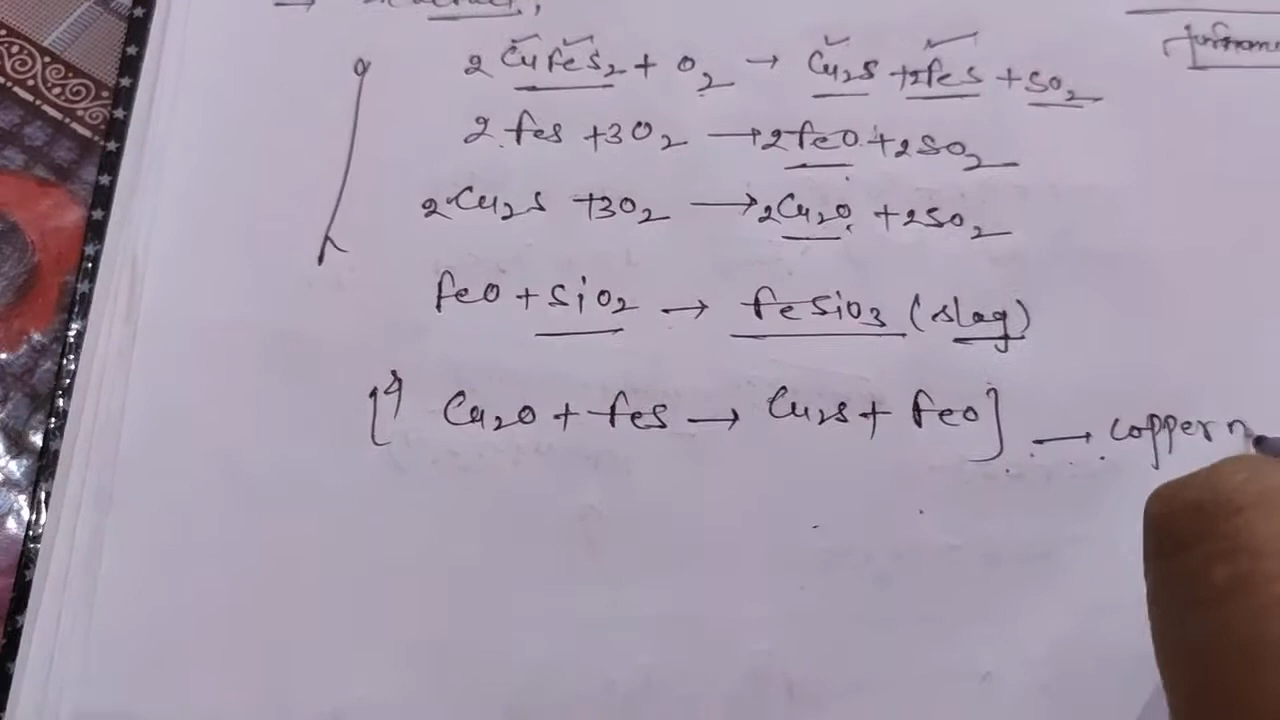 2 CuFeS2 + O2 → Cu2S + 2FeS + SO2
2 FeS + 3O2 → 2FeO + 2SO2
2Cu2S + 3O2 → 2Cu2O + 2SO2
FeO + SiO2 → FeSiO3 (slag)
Cu2O + FeS → Cu2S + FeO] → copper